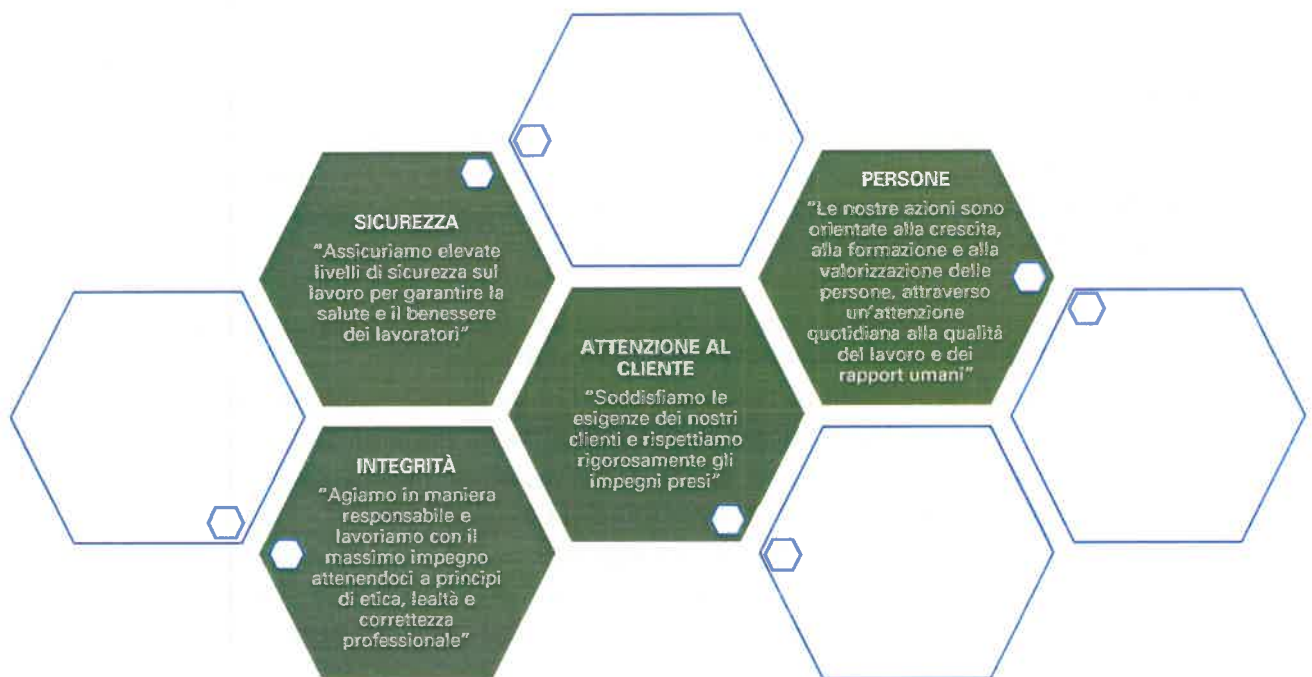 SICUREZZA
"Assicuriamo elevate
livelli di sicurezza sul
lavoro per garantire la
salute e il benessere
dei lavoratori"
INTEGRITÀ
"Agiamo in maniera
responsabile e
lavoriamo con il
massimo impegno
attenendoci a principi
di etica, lealtà e
correttezza
professionale"
ATTENZIONE AL
CLIENTE
"Soddisfiamo le
esigenze dei nostri
clienti e rispettiamo
rigorosamente gli
impegni presi"
PERSONE
"Le nostre azioni sono
orientate alla crescita,
alla formazione e alla
valorizzazione delle
persone, attraverso
un'attenzione
quotidiana alla qualità
del lavoro e dei
rapport umani"